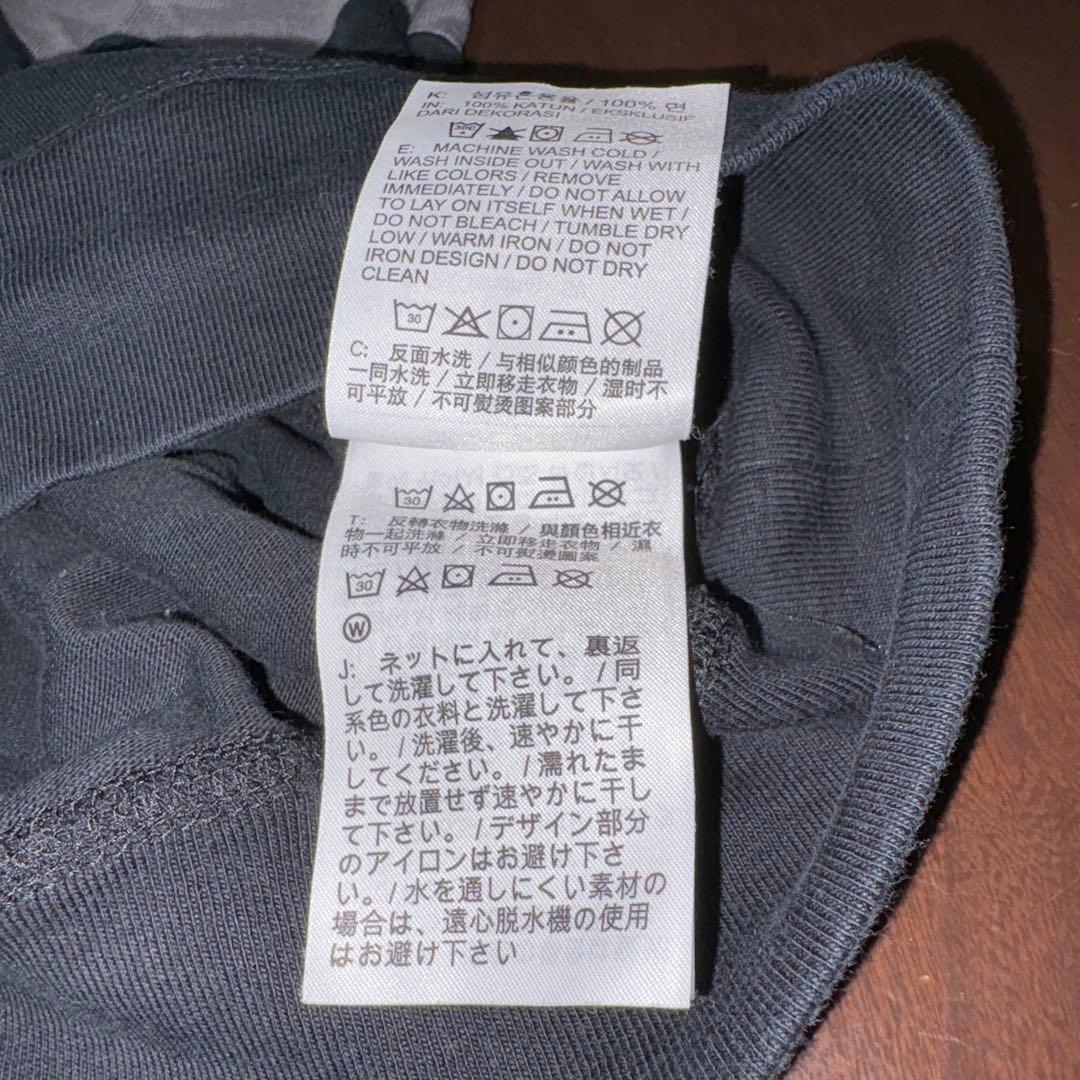 K: 섬유혼용율 / 100% 면
IN: 100% KATUN / EKSKLUSIF
DARI DEKORASI
30C
E: MACHINE WASH COLD /
WASH INSIDE OUT / WASH WITH
LIKE COLORS / REMOVE
IMMEDIATELY / DO NOT ALLOW
TO LAY ON ITSELF WHEN WET /
DO NOT BLEACH / TUMBLE DRY
LOW / WARM IRON / DO NOT
IRON DESIGN / DO NOT DRY
CLEAN
30
C: 反面水洗 / 与相似颜色的制品
一同水洗 / 立即移走衣物 / 湿时不
可平放 / 不可熨烫图案部分
30
T: 反轉衣物洗滌 / 與顏色相近衣
物一起洗滌 / 立即移走衣物 / 濕
時不可平放 / 不可熨燙圖案
30
W
J: ネットに入れて、裏返
して洗濯して下さい。/ 同
系色の衣料と洗濯して下さ
い。/ 洗濯後、速やかに干
してください。/ 濡れたま
まで放置せず速やかに干し
て下さい。/ デザイン部分
のアイロンはお避け下さ
い。/ 水を通しにくい素材の
場合は、遠心脱水機の使用
はお避け下さい